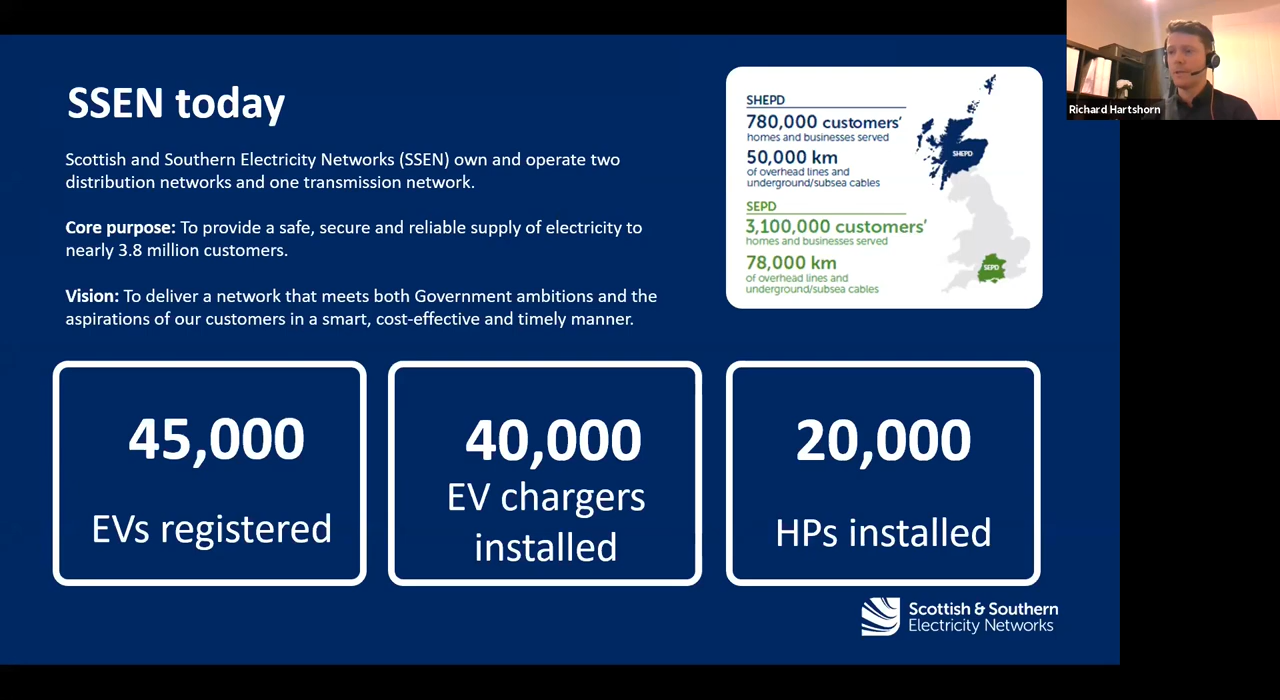 SSEN today
Scottish and Southern Electricity Networks (SSEN) own and operate two
distribution networks and one transmission network.
Core purpose: To provide a safe, secure and reliable supply of electricity to
nearly 3.8 million customers.
Vision: To deliver a network that meets both Government ambitions and the
aspirations of our customers in a smart, cost-effective and timely manner.
SHEPD
780,000 customers'
homes and businesses served
50,000 km
of overhead lines and
underground/subsea cables
SEPD
3,100,000 customers'
homes and businesses served
78,000 km
of overhead lines and
underground/subsea cables
SHEPD
SEPD
Richard Hartshorn
45,000
EVs registered
40,000
EV chargers
installed
20,000
HPs installed
Scottish & Southern
Electricity Networks